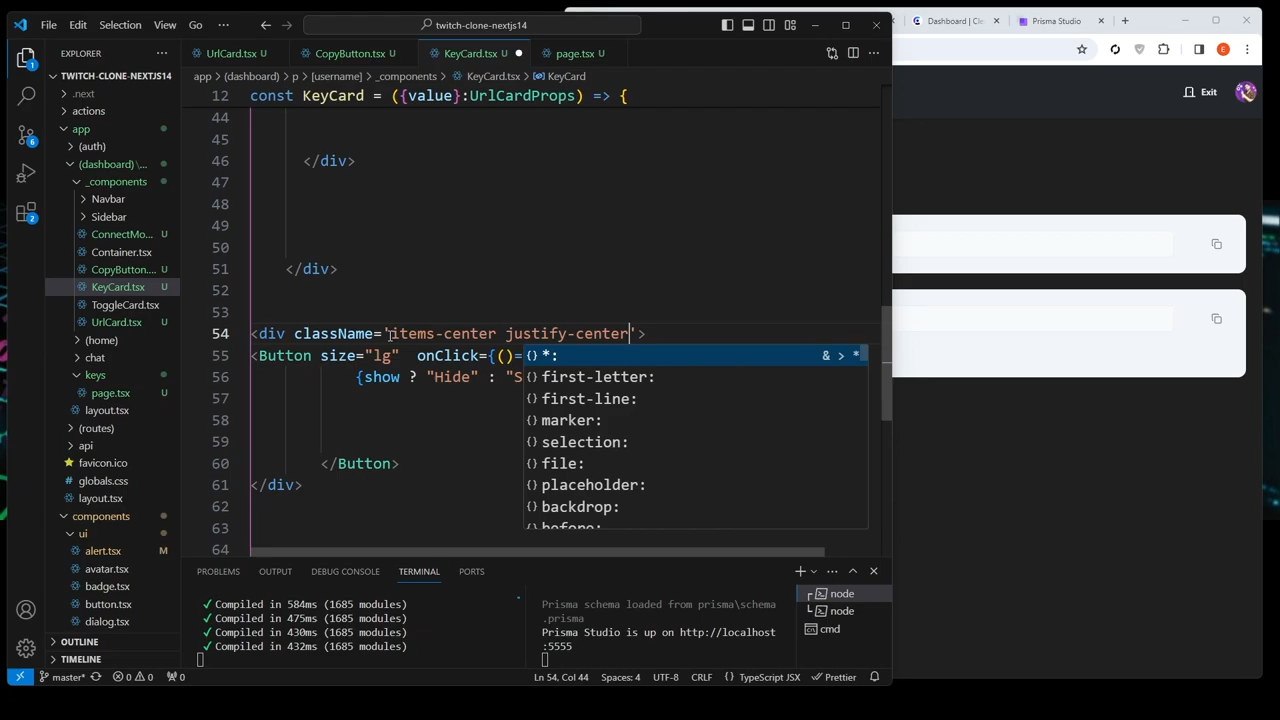 File Edit Selection View Go ··· twitch-clone-nextjs14
Dashboard | Cle
Prisma Studio
EXPLORER
UrlCard.tsx U
CopyButton.tsx U
KeyCard.tsx U
page.tsx U
TWITCH-CLONE-NEXTJS14
app > (dashboard) > p > [username] > _components > KeyCard.tsx > KeyCard
E
.next
12 const KeyCard = ({value}:UrlCardProps) => {
Exit
actions
44
app
45
(auth)
46 </div>
(dashboard) \...
47
_components
Navbar
48
Sidebar
49
ConnectMo... U
50
Container.tsx
51 </div>
CopyButton.... U
KeyCard.tsx U
52
ToggleCard.tsx
53
UrlCard.tsx U
54 <div className='items-center justify-center'>
(home)
55 <Button size="lg" onClick={()=
*: & > *
chat
56 {show ? "Hide" : "S
first-letter:
keys
57
first-line:
page.tsx U
58
marker:
layout.tsx
59
selection:
(routes)
60 </Button>
file:
api
61 </div>
placeholder:
favicon.ico
62
backdrop:
globals.css
63
before:
layout.tsx
64
components
ui
alert.tsx M
avatar.tsx
PROBLEMS OUTPUT DEBUG CONSOLE TERMINAL PORTS
badge.tsx
✓ Compiled in 584ms (1685 modules)
✓ Compiled in 475ms (1685 modules)
✓ Compiled in 430ms (1685 modules)
✓ Compiled in 432ms (1685 modules)
Prisma schema loaded from prisma\schema
.prisma
Prisma Studio is up on http://localhost
:5555
node
node
cmd
button.tsx
dialog.tsx
OUTLINE
TIMELINE
master* 0 0 0 Ln 54, Col 44 Spaces: 4 UTF-8 CRLF {} TypeScript JSX Prettier
1
6
2